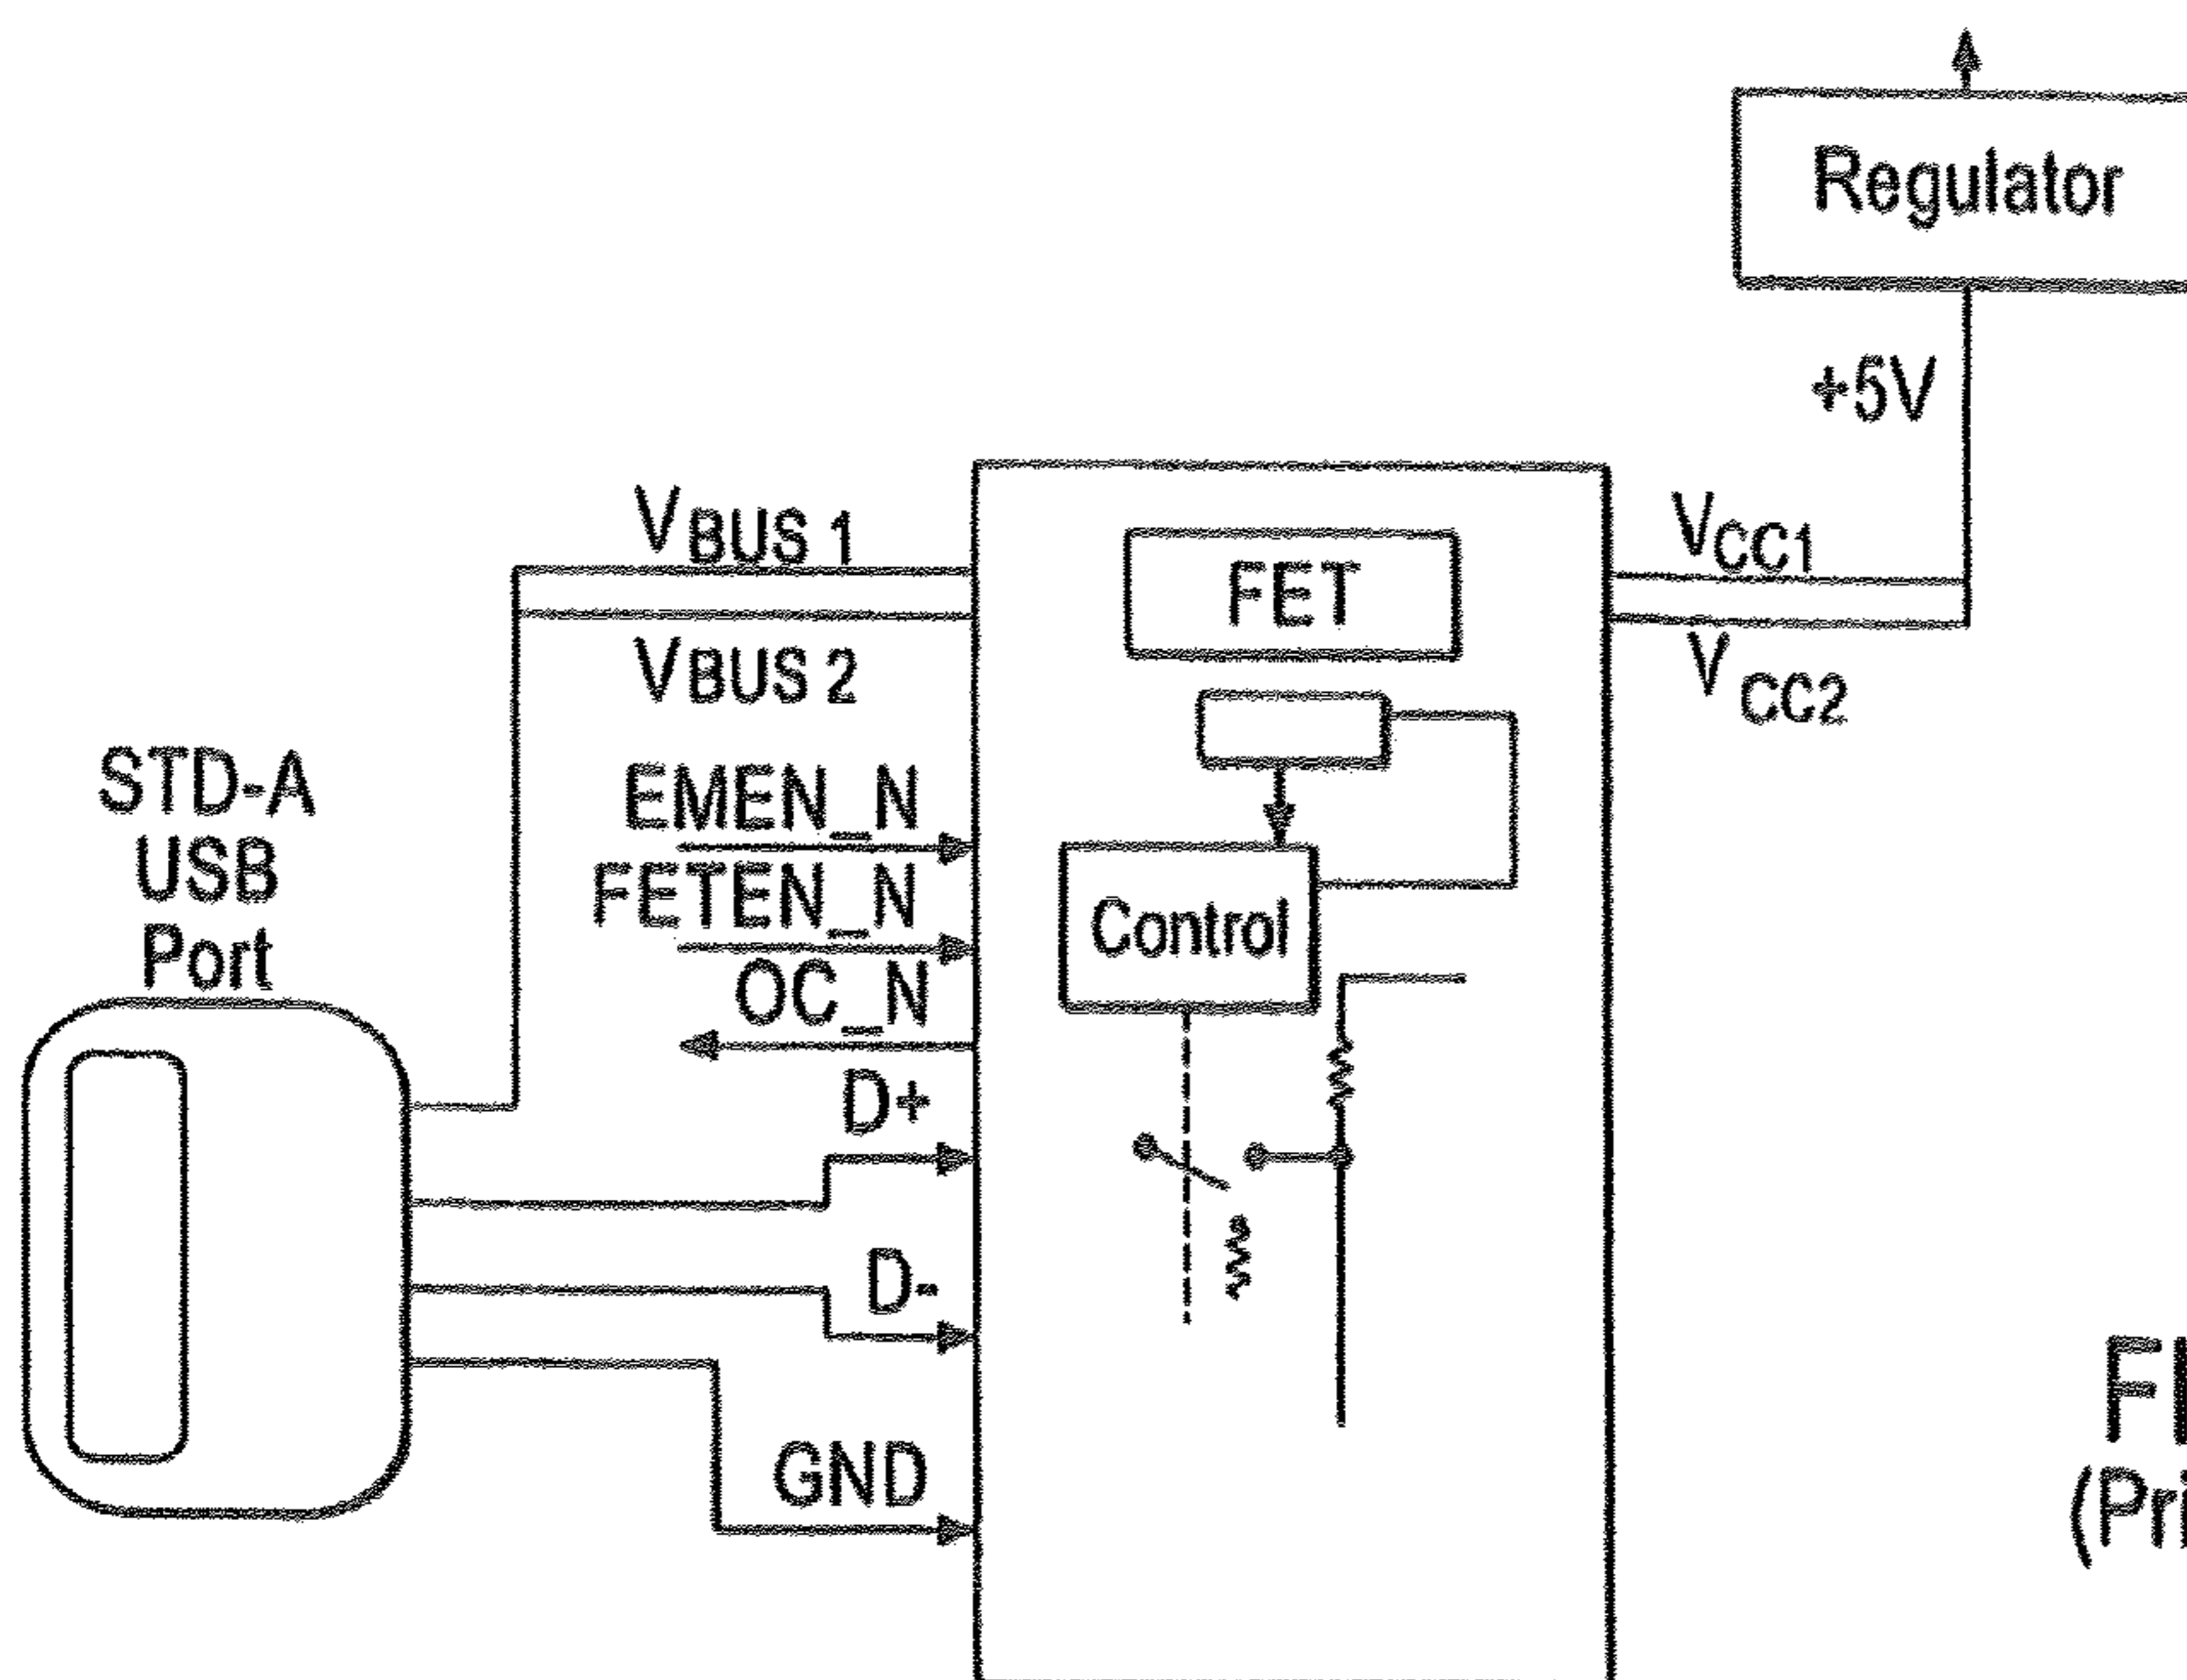 Regulator
+5V
VBUS 1
VBUS 2
VCC1
VCC2
FET
STD-A
USB
Port
EMEN_N
FETEN_N
OC_N
Control
D+
D-
GND